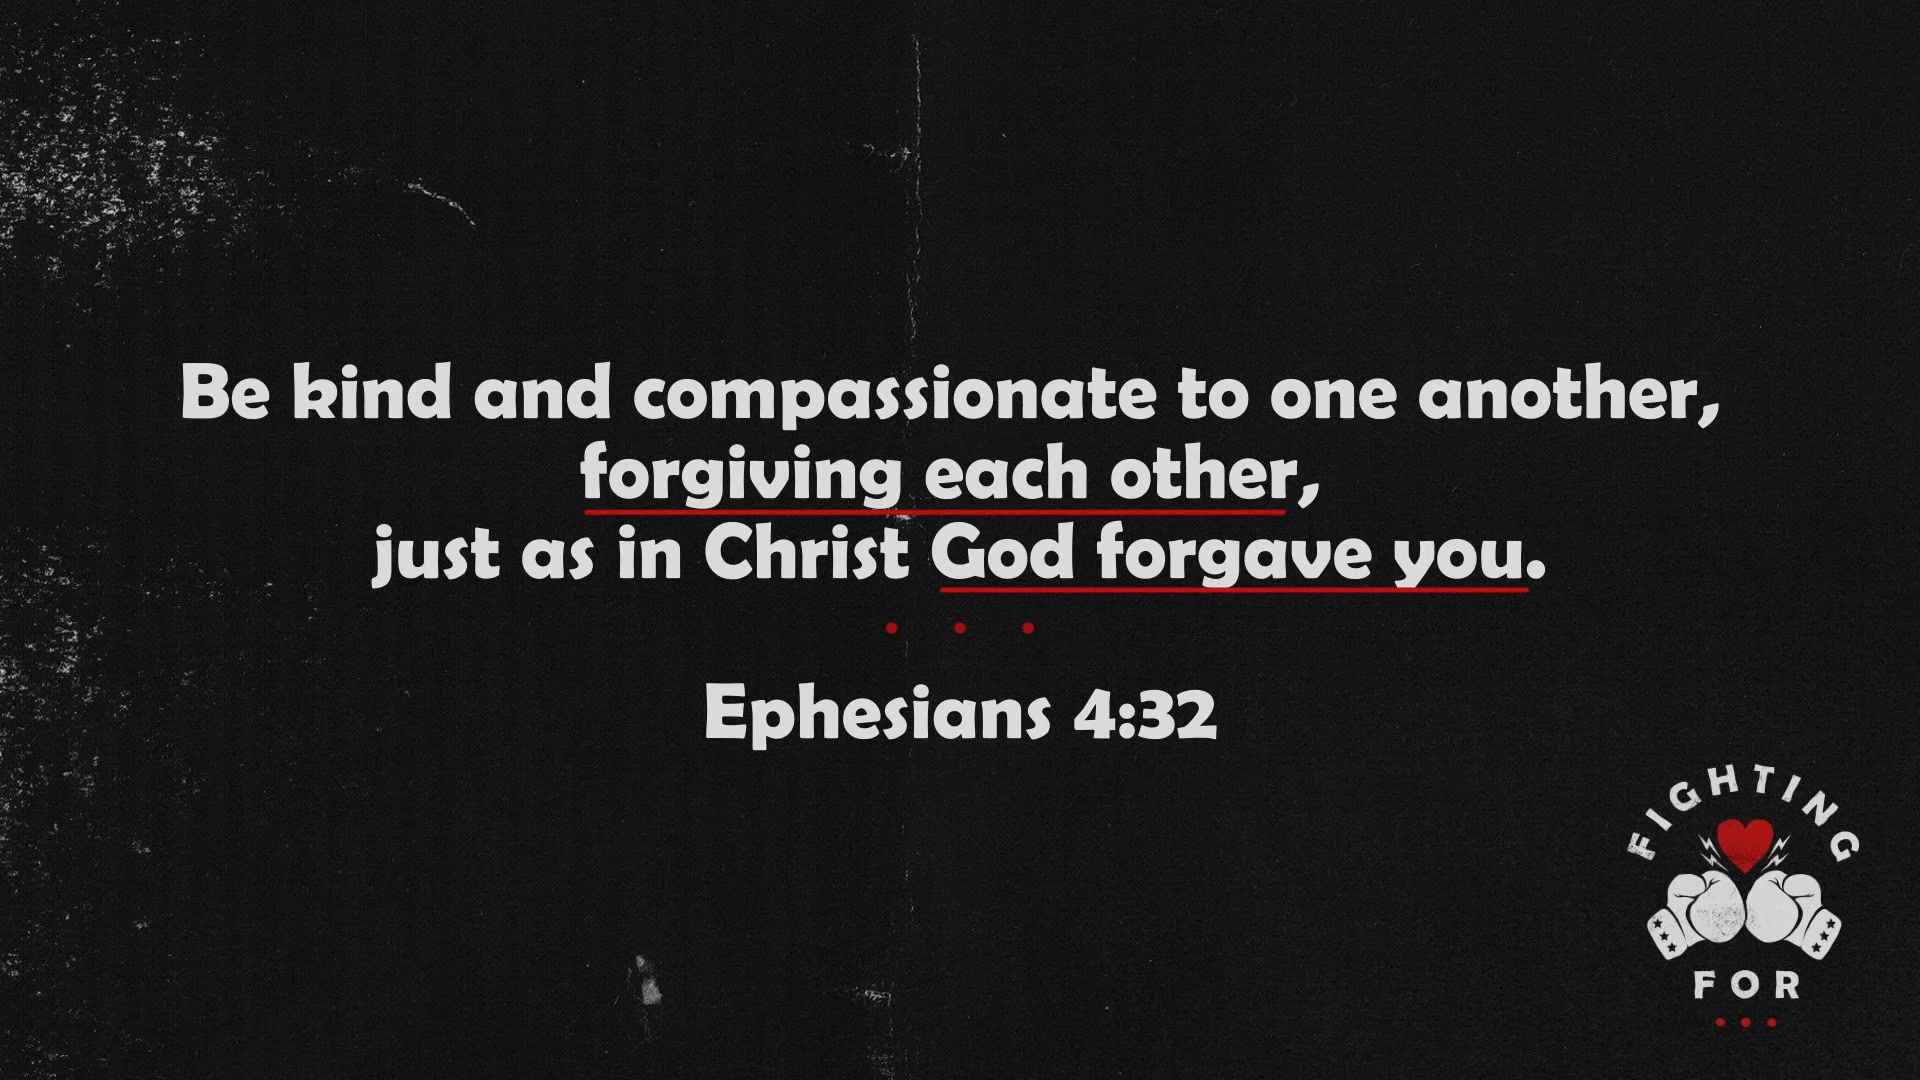 Be kind and compassionate to one another,
forgiving each other,
just as in Christ God forgave you.
Ephesians 4:32
FIGHTING
FOR